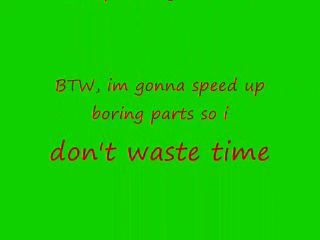 BTW, im gonna speed up
boring parts so i
don't waste time